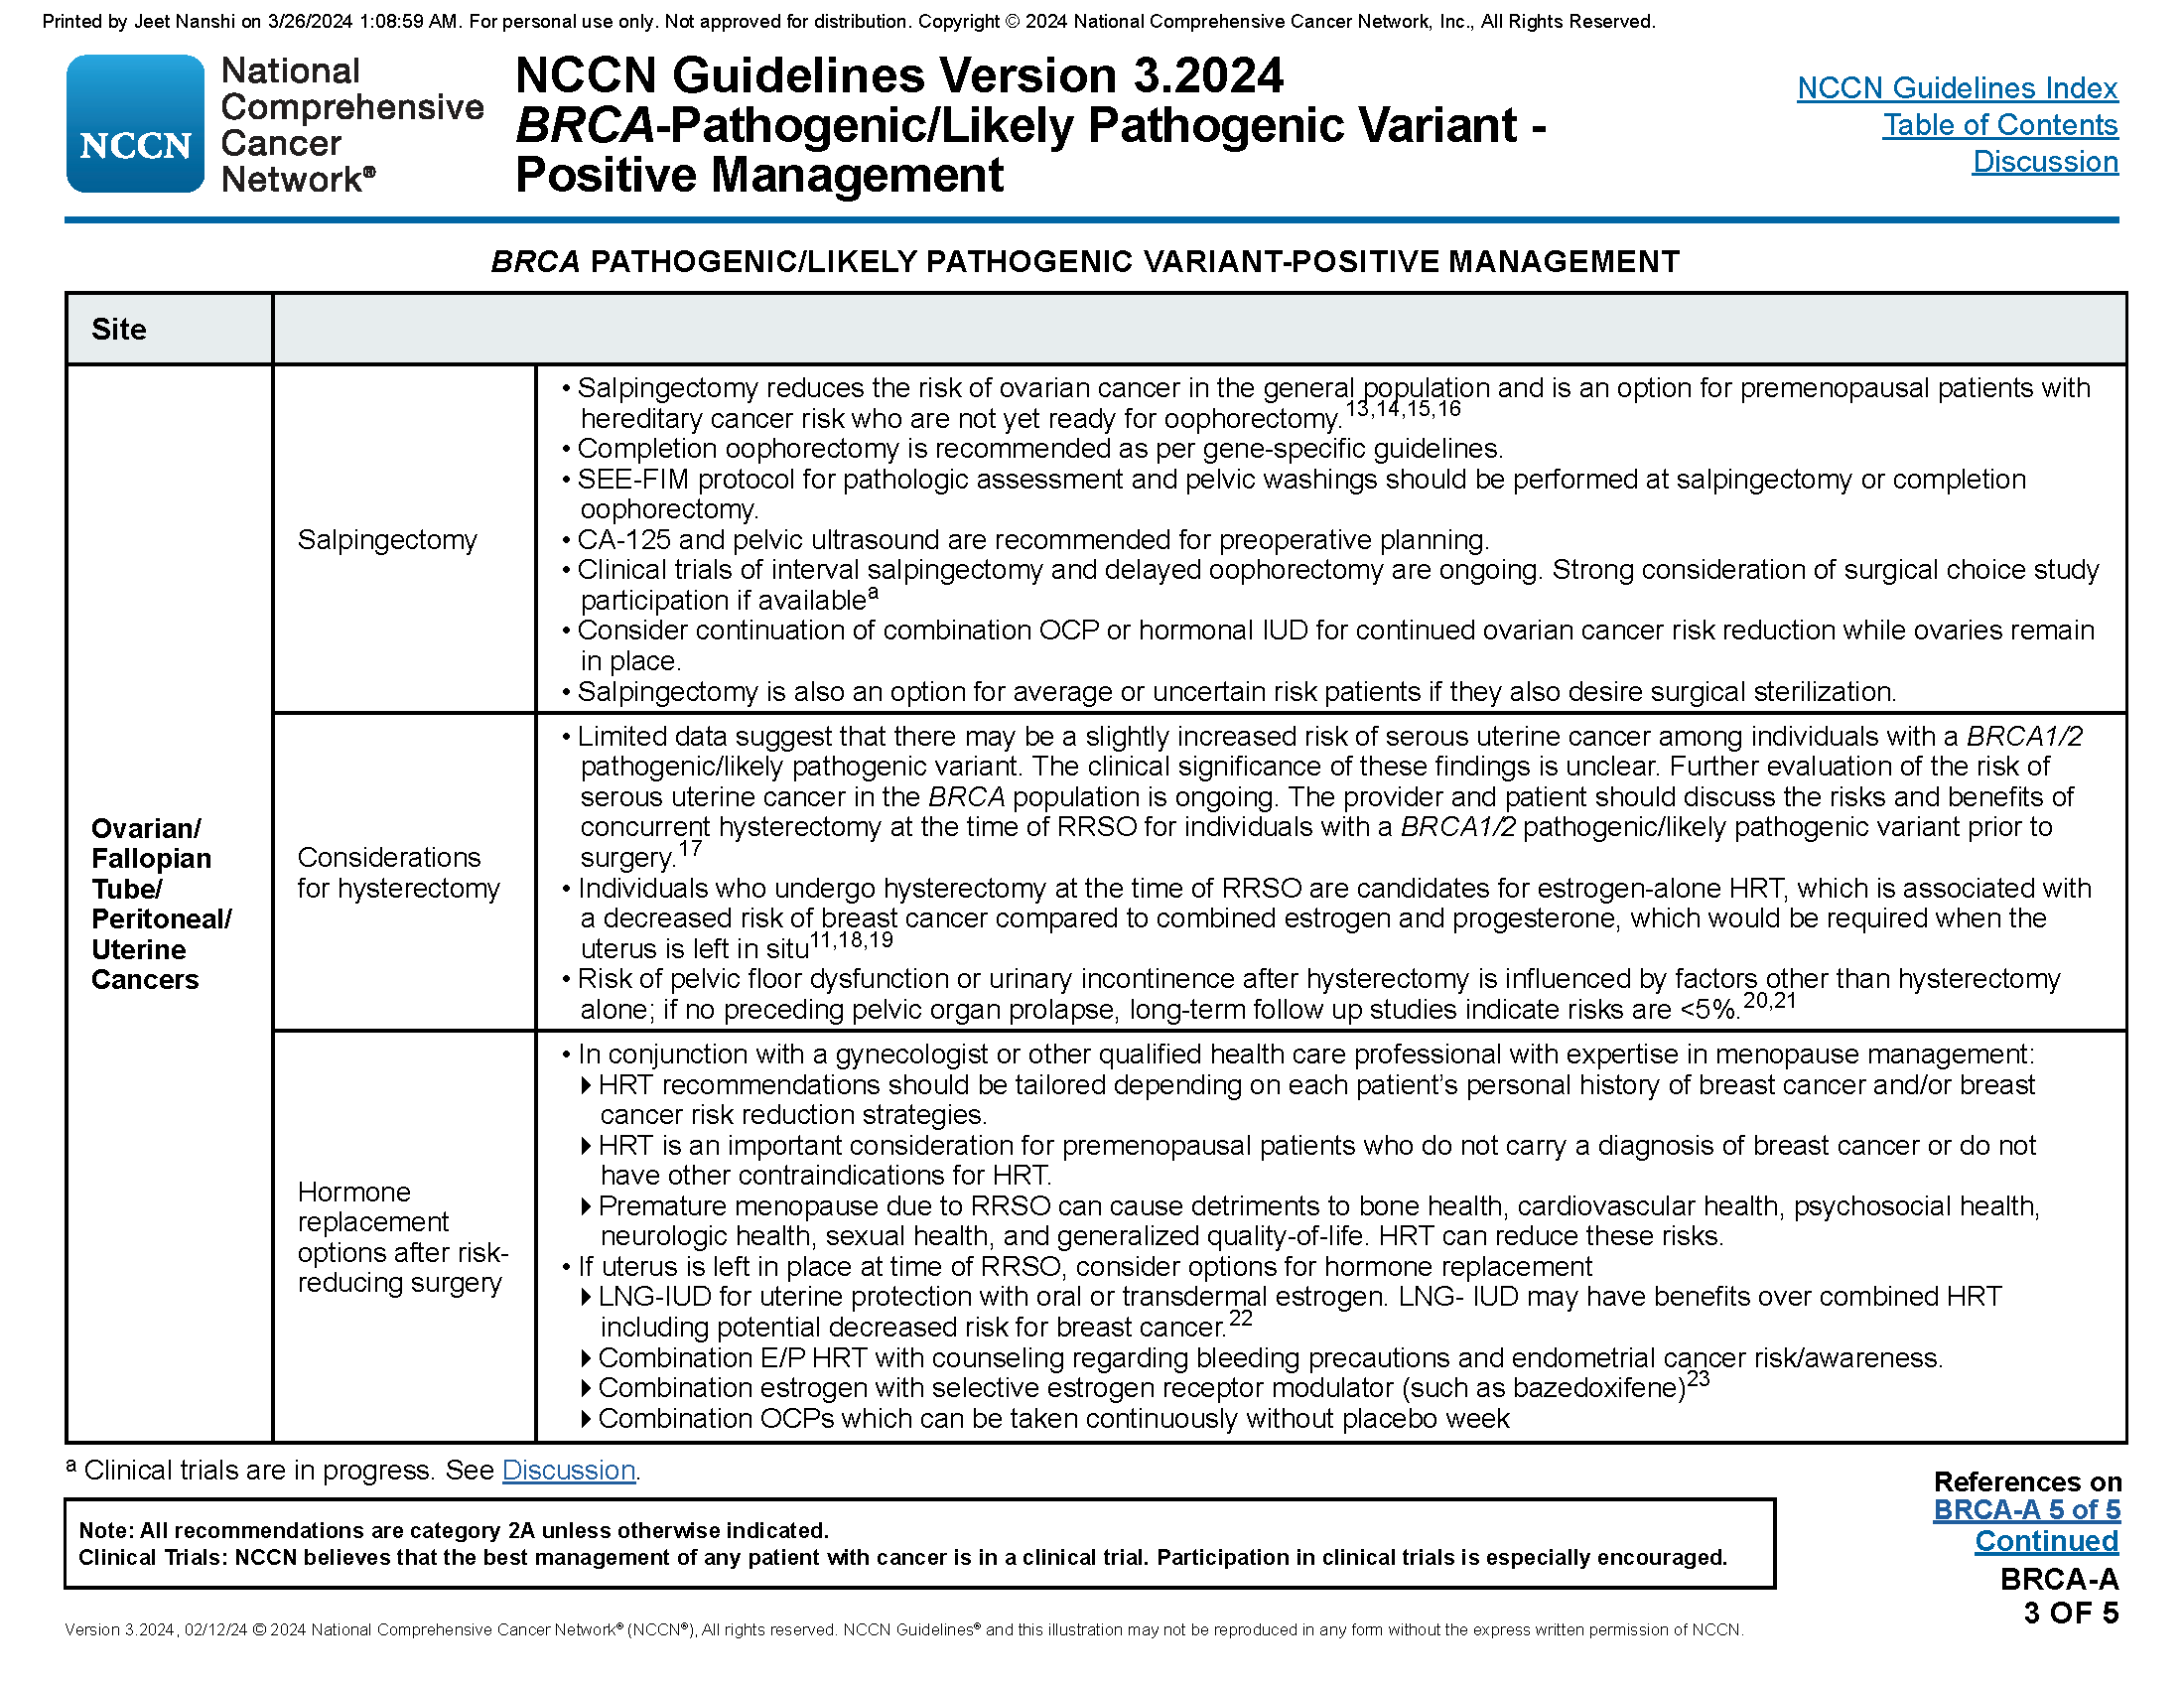 Printed by Jeet Nanshi on 3/26/2024 1:08:59 AM. For personal use only. Not approved for distribution. Copyright © 2024 National Comprehensive Cancer Network, Inc., All Rights Reserved.
NCCN
National
Comprehensive
Cancer
Network®
NCCN Guidelines Version 3.2024
BRCA-Pathogenic/Likely Pathogenic Variant -
Positive Management
NCCN Guidelines Index
Table of Contents
Discussion
BRCA PATHOGENIC/LIKELY PATHOGENIC VARIANT-POSITIVE MANAGEMENT
Site
Ovarian/
Fallopian
Tube/
Peritoneal/
Uterine
Cancers
Salpingectomy
• Salpingectomy reduces the risk of ovarian cancer in the general population and is an option for premenopausal patients with
hereditary cancer risk who are not yet ready for oophorectomy.13,14,15,16
• Completion oophorectomy is recommended as per gene-specific guidelines.
• SEE-FIM protocol for pathologic assessment and pelvic washings should be performed at salpingectomy or completion
oophorectomy.
• CA-125 and pelvic ultrasound are recommended for preoperative planning.
• Clinical trials of interval salpingectomy and delayed oophorectomy are ongoing. Strong consideration of surgical choice study
participation if availablea
• Consider continuation of combination OCP or hormonal IUD for continued ovarian cancer risk reduction while ovaries remain
in place.
• Salpingectomy is also an option for average or uncertain risk patients if they also desire surgical sterilization.
Considerations
for hysterectomy
• Limited data suggest that there may be a slightly increased risk of serous uterine cancer among individuals with a BRCA1/2
pathogenic/likely pathogenic variant. The clinical significance of these findings is unclear. Further evaluation of the risk of
serous uterine cancer in the BRCA population is ongoing. The provider and patient should discuss the risks and benefits of
concurrent hysterectomy at the time of RRSO for individuals with a BRCA1/2 pathogenic/likely pathogenic variant prior to
surgery.17
• Individuals who undergo hysterectomy at the time of RRSO are candidates for estrogen-alone HRT, which is associated with
a decreased risk of breast cancer compared to combined estrogen and progesterone, which would be required when the
uterus is left in situ11,18,19
• Risk of pelvic floor dysfunction or urinary incontinence after hysterectomy is influenced by factors other than hysterectomy
alone; if no preceding pelvic organ prolapse, long-term follow up studies indicate risks are <5%.20,21
Hormone
replacement
options after risk-
reducing surgery
• In conjunction with a gynecologist or other qualified health care professional with expertise in menopause management:
HRT recommendations should be tailored depending on each patient's personal history of breast cancer and/or breast
cancer risk reduction strategies.
HRT is an important consideration for premenopausal patients who do not carry a diagnosis of breast cancer or do not
have other contraindications for HRT.
Premature menopause due to RRSO can cause detriments to bone health, cardiovascular health, psychosocial health,
neurologic health, sexual health, and generalized quality-of-life. HRT can reduce these risks.
• If uterus is left in place at time of RRSO, consider options for hormone replacement
LNG-IUD for uterine protection with oral or transdermal estrogen. LNG- IUD may have benefits over combined HRT
including potential decreased risk for breast cancer.22
Combination E/P HRT with counseling regarding bleeding precautions and endometrial cancer risk/awareness.
Combination estrogen with selective estrogen receptor modulator (such as bazedoxifene)23
Combination OCPs which can be taken continuously without placebo week
a Clinical trials are in progress. See Discussion.
Note: All recommendations are category 2A unless otherwise indicated.
Clinical Trials: NCCN believes that the best management of any patient with cancer is in a clinical trial. Participation in clinical trials is especially encouraged.
References on
BRCA-A 5 of 5
Continued
BRCA-A
3 OF 5
Version 3.2024, 02/12/24 © 2024 National Comprehensive Cancer Network® (NCCN®), All rights reserved. NCCN Guidelines® and this illustration may not be reproduced in any form without the express written permission of NCCN.